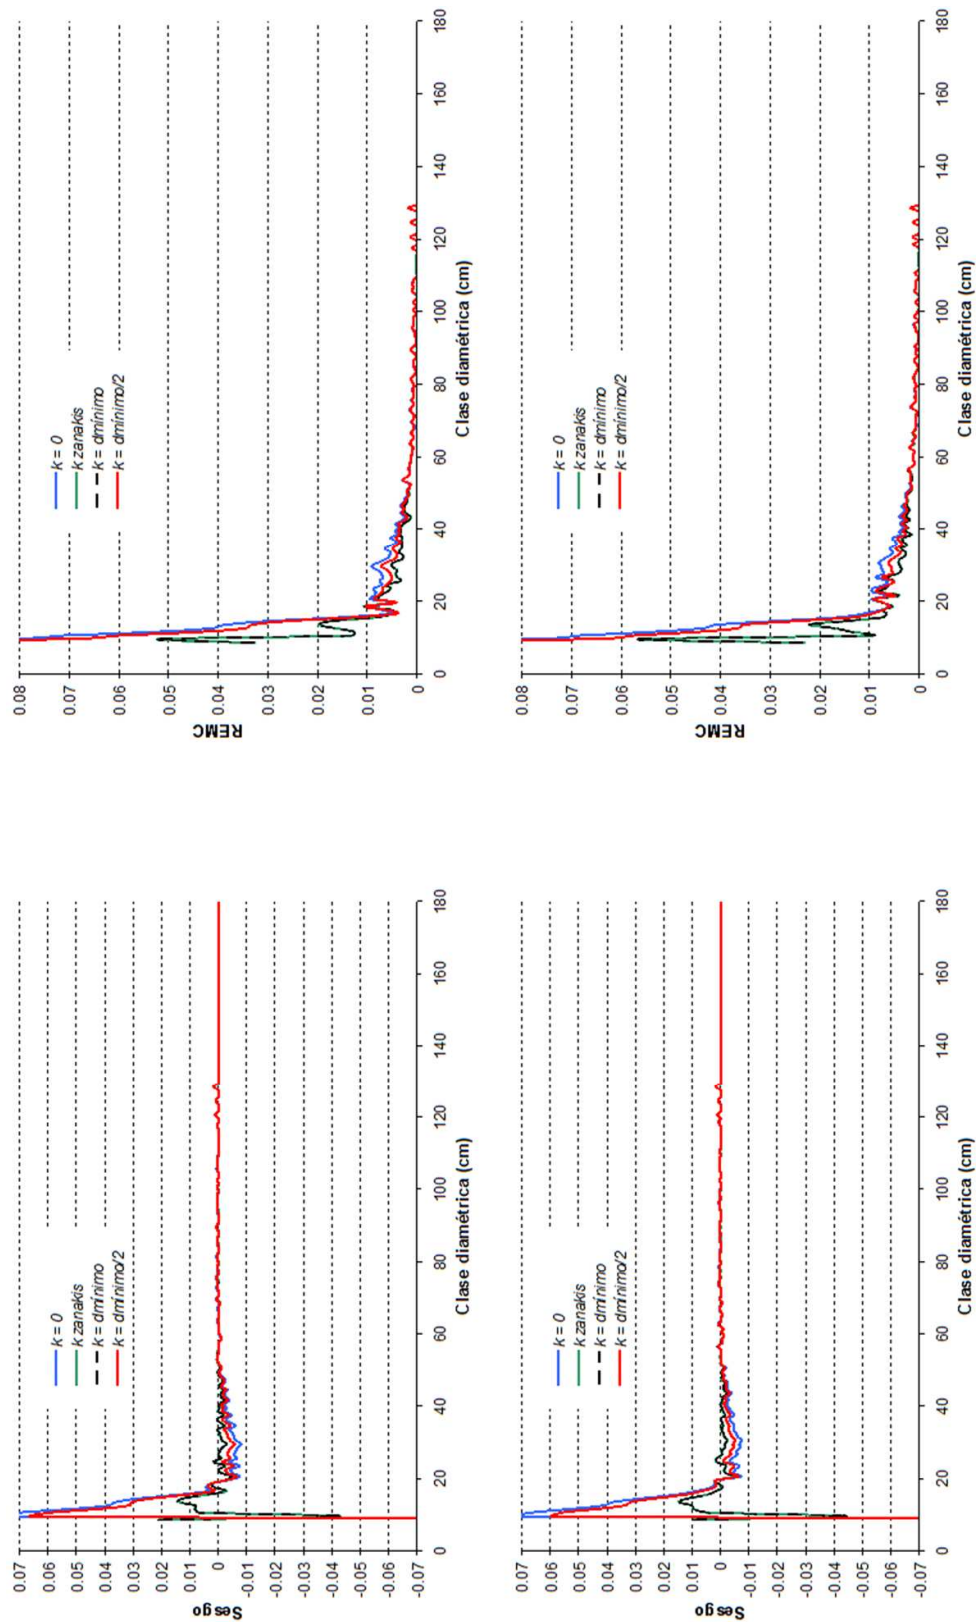 0.07
0.06
0.05
0.04
0.03
0.02
0.01
0
-0.01
-0.02
-0.03
-0.04
-0.05
-0.06
-0.07
Sesgo
k = 0
k zanakis
k = dmínimo
k = dmínimo/2
0 20 40 60 80 100 120 140 160 180
Clase diamétrica (cm)
0.08
0.07
0.06
0.05
0.04
0.03
0.02
0.01
0
REMC
k = 0
k zanakis
k = dmínimo
k = dmínimo/2
0 20 40 60 80 100 120 140 160 180
Clase diamétrica (cm)
0.07
0.06
0.05
0.04
0.03
0.02
0.01
0
-0.01
-0.02
-0.03
-0.04
-0.05
-0.06
-0.07
Sesgo
k = 0
k zanakis
k = dmínimo
k = dmínimo/2
0 20 40 60 80 100 120 140 160 180
Clase diamétrica (cm)
0.08
0.07
0.06
0.05
0.04
0.03
0.02
0.01
0
REMC
k = 0
k zanakis
k = dmínimo
k = dmínimo/2
0 20 40 60 80 100 120 140 160 180
Clase diamétrica (cm)